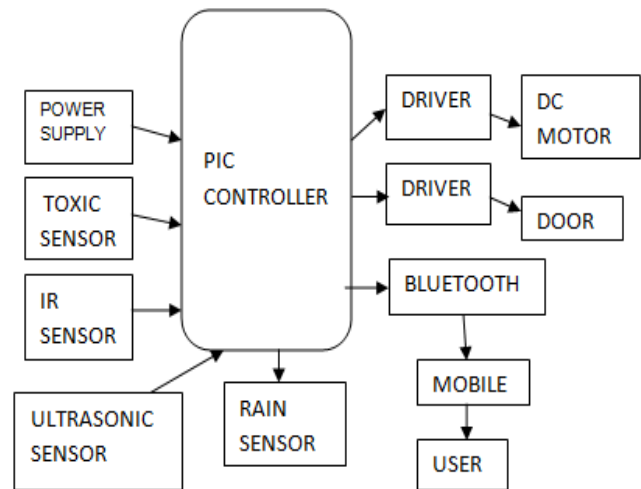 POWER
SUPPLY
TOXIC
SENSOR
IR
SENSOR
ULTRASONIC
SENSOR
PIC
CONTROLLER
RAIN
SENSOR
DRIVER
DC
MOTOR
DRIVER
DOOR
BLUETOOTH
MOBILE
USER